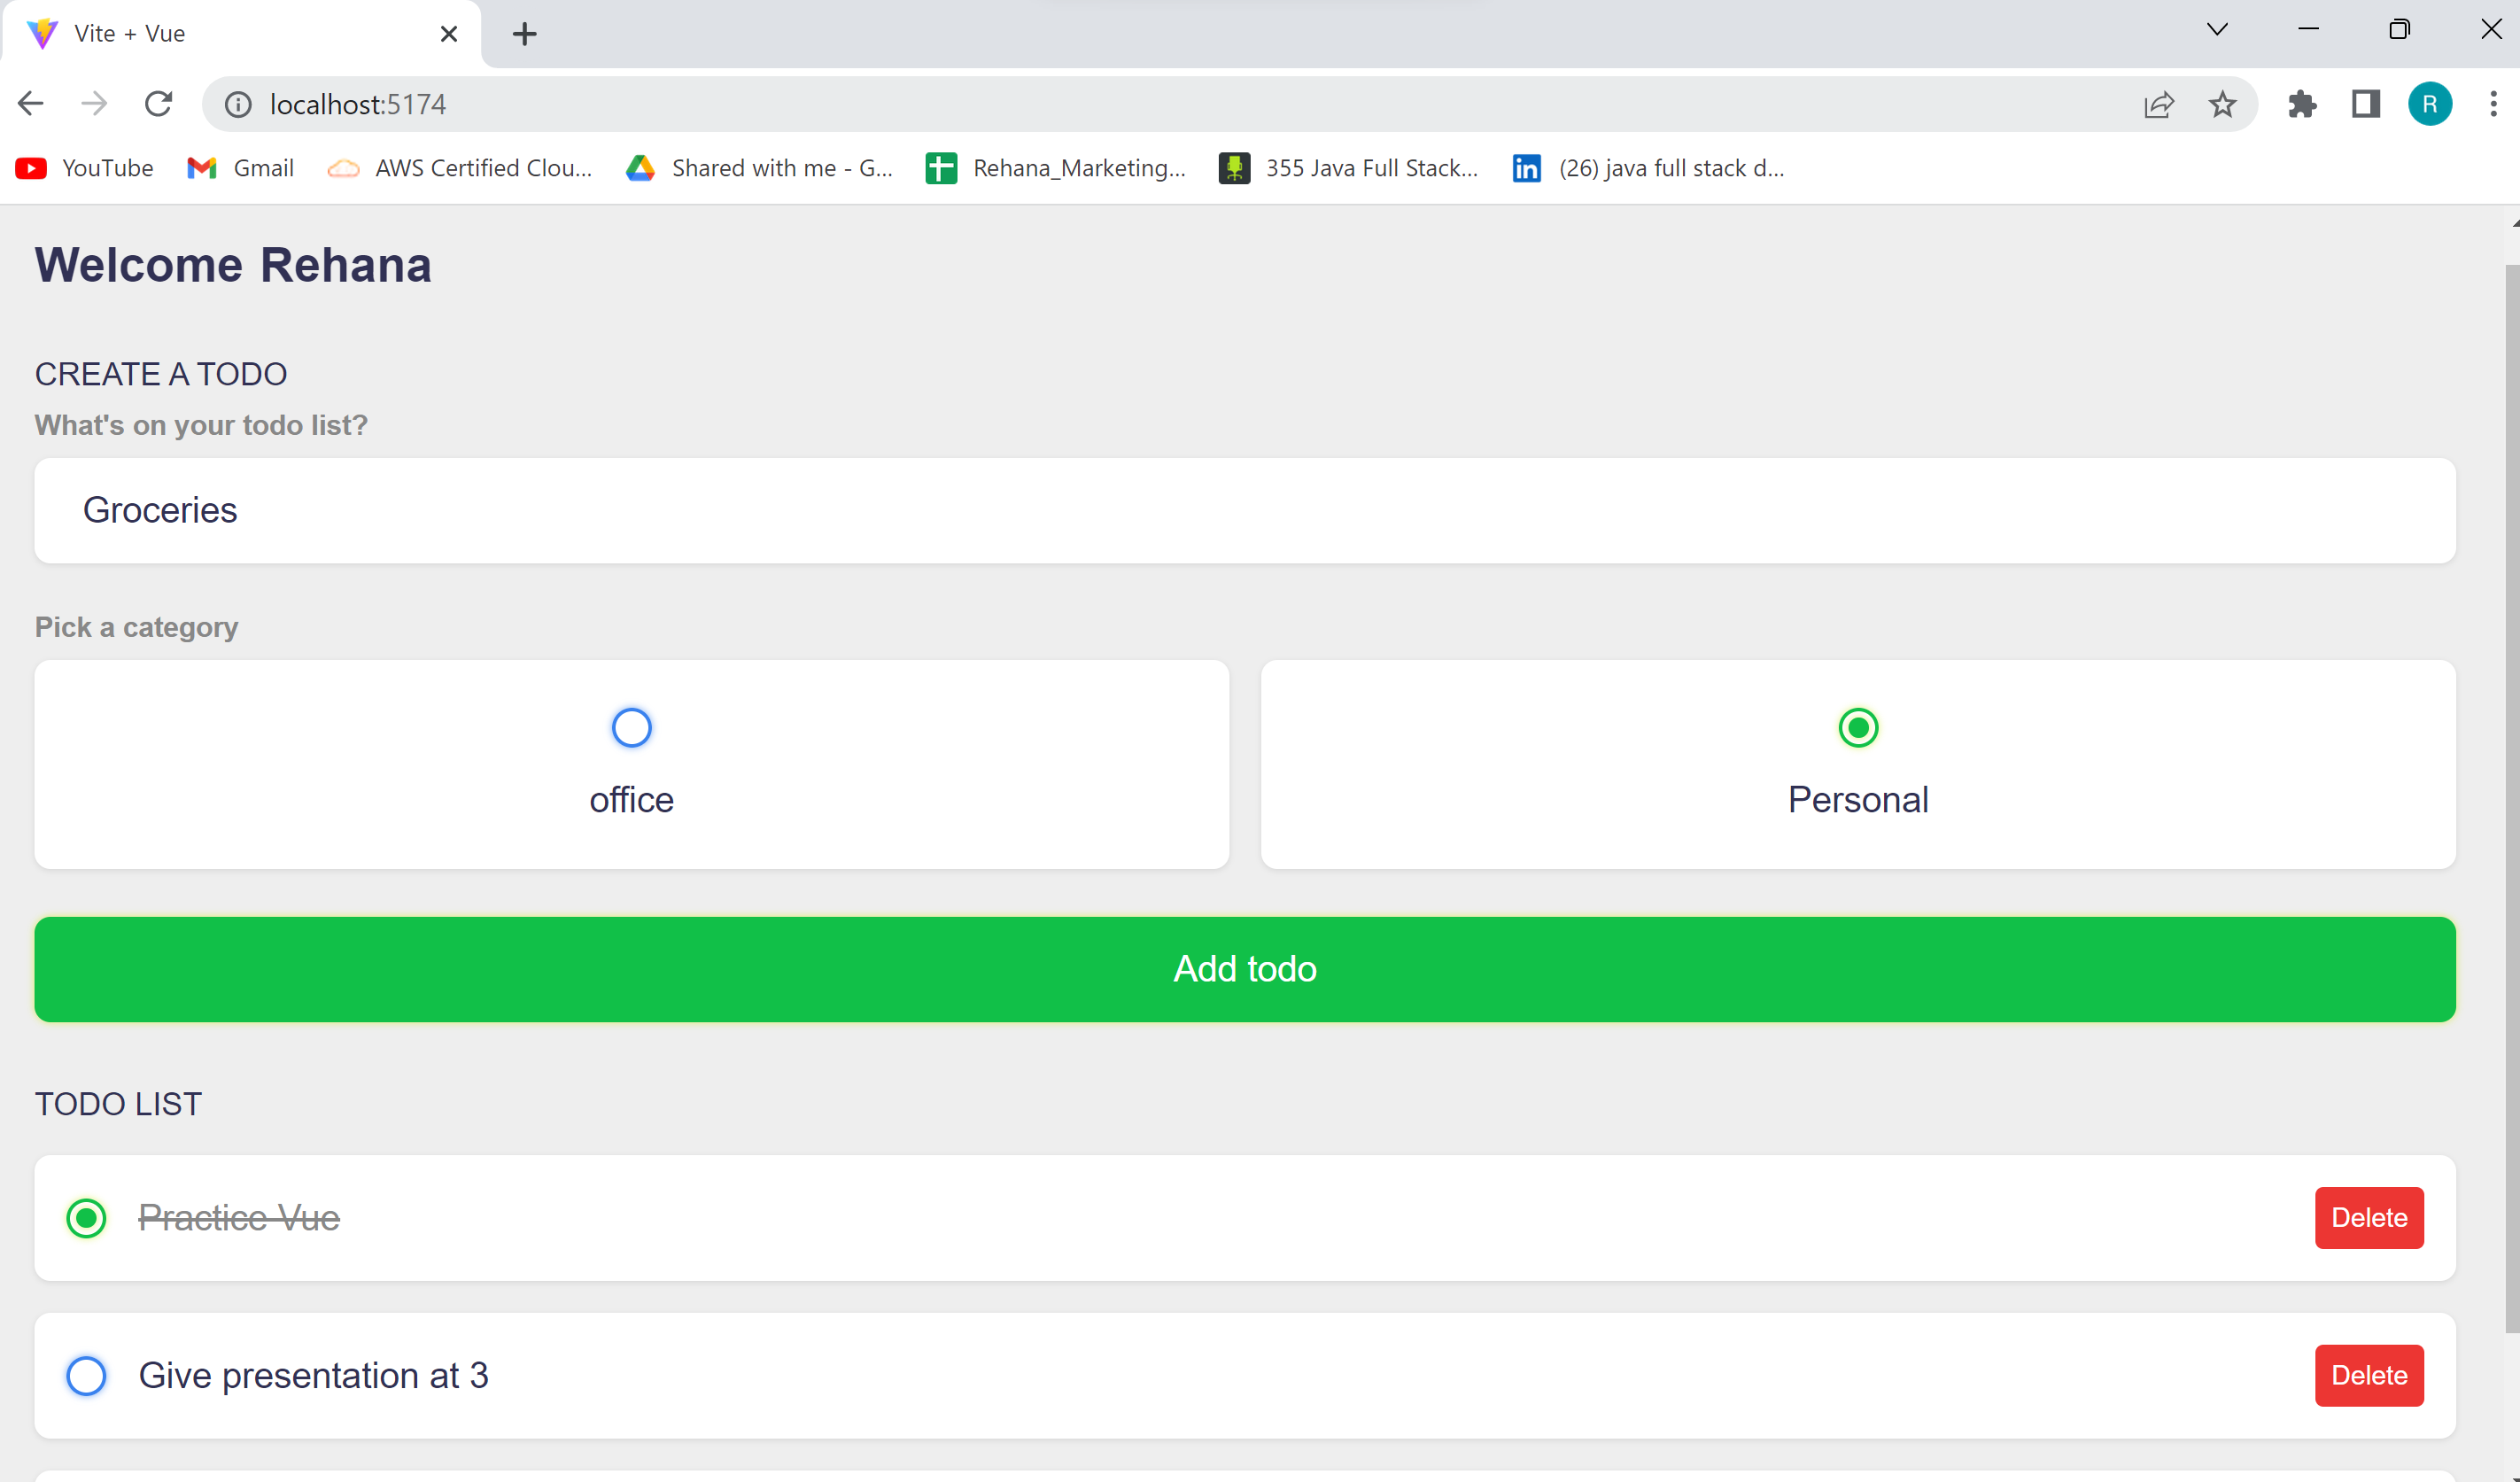 Vite + Vue
localhost:5174
R
YouTube Gmail AWS Certified Clou... Shared with me - G... Rehana_Marketing... 355 Java Full Stack... in (26) java full stack d...
Welcome Rehana
CREATE A TODO
What's on your todo list?
Groceries
Pick a category
office Personal
Add todo
TODO LIST
Practice Vue Delete
Give presentation at 3 Delete